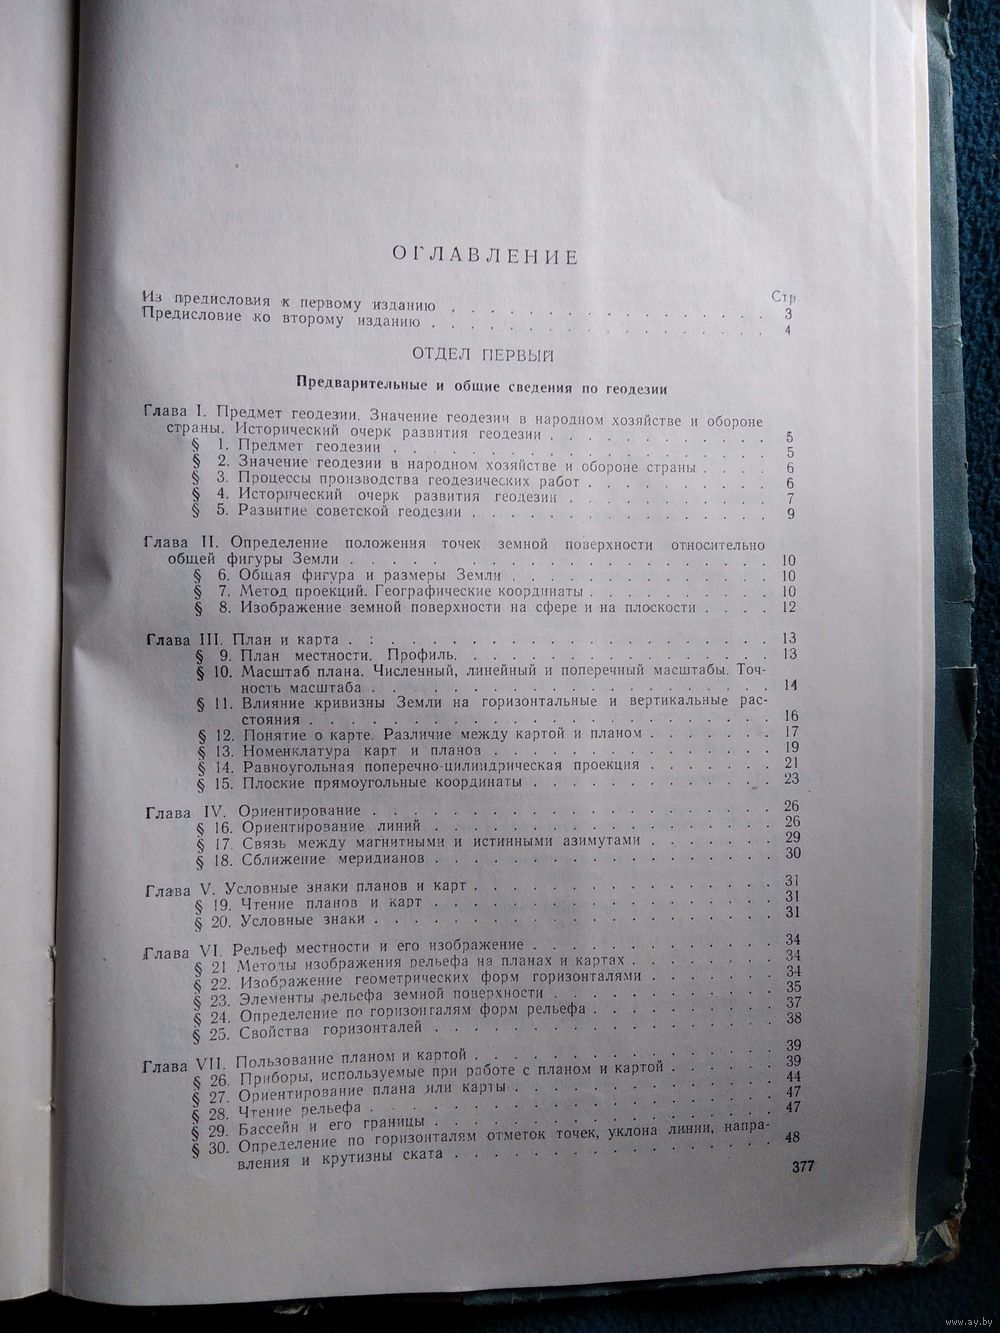 ОГЛАВЛЕНИЕ
Стр
Из предисловия к первому изданию . . . . . . . . . . . . . . . . . 3
Предисловие ко второму изданию . . . . . . . . . . . . . . . . . . 4
ОТДЕЛ ПЕРВЫЙ
Предварительные и общие сведения по геодезии
Глава I. Предмет геодезии. Значение геодезии в народном хозяйстве и обороне
страны. Исторический очерк развития геодезии . . . . . . . . . . . 5
§ 1. Предмет геодезии . . . . . . . . . . . . . . . . . . . 5
§ 2. Значение геодезии в народном хозяйстве и обороне страны . . . . 6
§ 3. Процессы производства геодезических работ . . . . . . . . . 6
§ 4. Исторический очерк развития геодезии . . . . . . . . . . 7
§ 5. Развитие советской геодезии . . . . . . . . . . . . . . . 9
Глава II. Определение положения точек земной поверхности относительно
общей фигуры Земли . . . . . . . . . . . . . . . . . . . . . 10
§ 6. Общая фигура и размеры Земли . . . . . . . . . . . . . 10
§ 7. Метод проекций. Географические координаты . . . . . . . . . 10
§ 8. Изображение земной поверхности на сфере и на плоскости . . . . 12
Глава III. План и карта . : . . . . . . . . . . . . . . . . . . . 13
§ 9. План местности. Профиль. . . . . . . . . . . . . . . . 13
§ 10. Масштаб плана. Численный, линейный и поперечный масштабы. Точ-
ность масштаба . . . . . . . . . . . . . . . . . . . . 14
§ 11. Влияние кривизны Земли на горизонтальные и вертикальные рас-
стояния . . . . . . . . . . . . . . . . . . . . . . . 16
§ 12. Понятие о карте. Различие между картой и планом . . . . . . . 17
§ 13. Номенклатура карт и планов . . . . . . . . . . . . . . 19
§ 14. Равноугольная поперечно-цилиндрическая проекция . . . . . . . 21
§ 15. Плоские прямоугольные координаты . . . . . . . . . . . . 23
Глава IV. Ориентирование . . . . . . . . . . . . . . . . . . . . 26
§ 16. Ориентирование линий . . . . . . . . . . . . . . . . . 26
§ 17. Связь между магнитными и истинными азимутами . . . . . . . 29
§ 18. Сближение меридианов . . . . . . . . . . . . . . . . . 30
Глава V. Условные знаки планов и карт . . . . . . . . . . . . . . . 31
§ 19. Чтение планов и карт . . . . . . . . . . . . . . . . . 31
§ 20. Условные знаки . . . . . . . . . . . . . . . . . . . . 31
Глава VI. Рельеф местности и его изображение . . . . . . . . . . . . 34
§ 21 Методы изображения рельефа на планах и картах . . . . . . . . 34
§ 22. Изображение геометрических форм горизонталями . . . . . . . 34
§ 23. Элементы рельефа земной поверхности . . . . . . . . . . . 35
§ 24. Определение по горизонталям форм рельефа . . . . . . . . . 37
§ 25. Свойства горизонталей . . . . . . . . . . . . . . . . . 38
Глава VII. Пользование планом и картой . . . . . . . . . . . . . . . 39
§ 26. Приборы, используемые при работе с планом и картой . . . . . . 39
§ 27. Ориентирование плана или карты . . . . . . . . . . . . . 44
§ 28. Чтение рельефа . . . . . . . . . . . . . . . . . . . . 47
§ 29. Бассейн и его границы . . . . . . . . . . . . . . . . . 47
§ 30. Определение по горизонталям отметок точек, уклона линии, напра-
вления и крутизны ската . . . . . . . . . . . . . . . . 48
377
www.ay.by